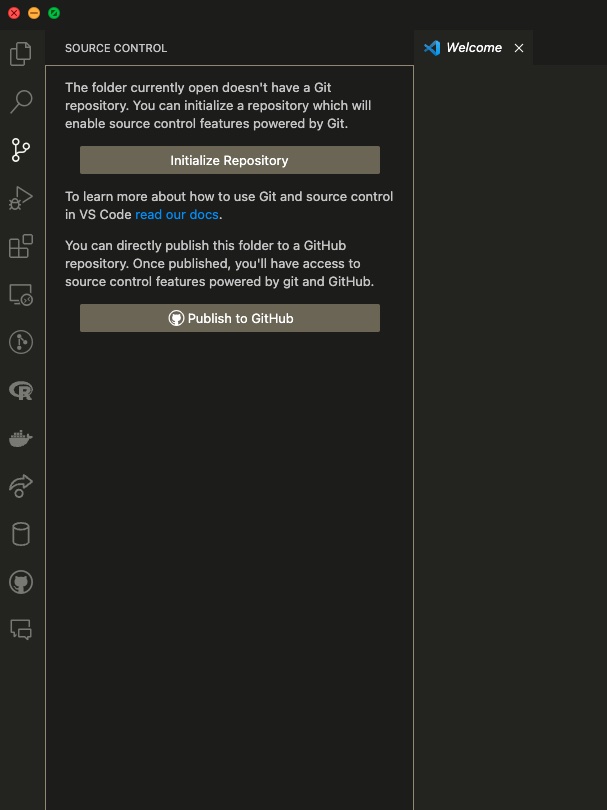 SOURCE CONTROL
Welcome
The folder currently open doesn't have a Git
repository. You can initialize a repository which will
enable source control features powered by Git.
Initialize Repository
To learn more about how to use Git and source control
in VS Code read our docs.
You can directly publish this folder to a GitHub
repository. Once published, you'll have access to
source control features powered by git and GitHub.
Publish to GitHub
R